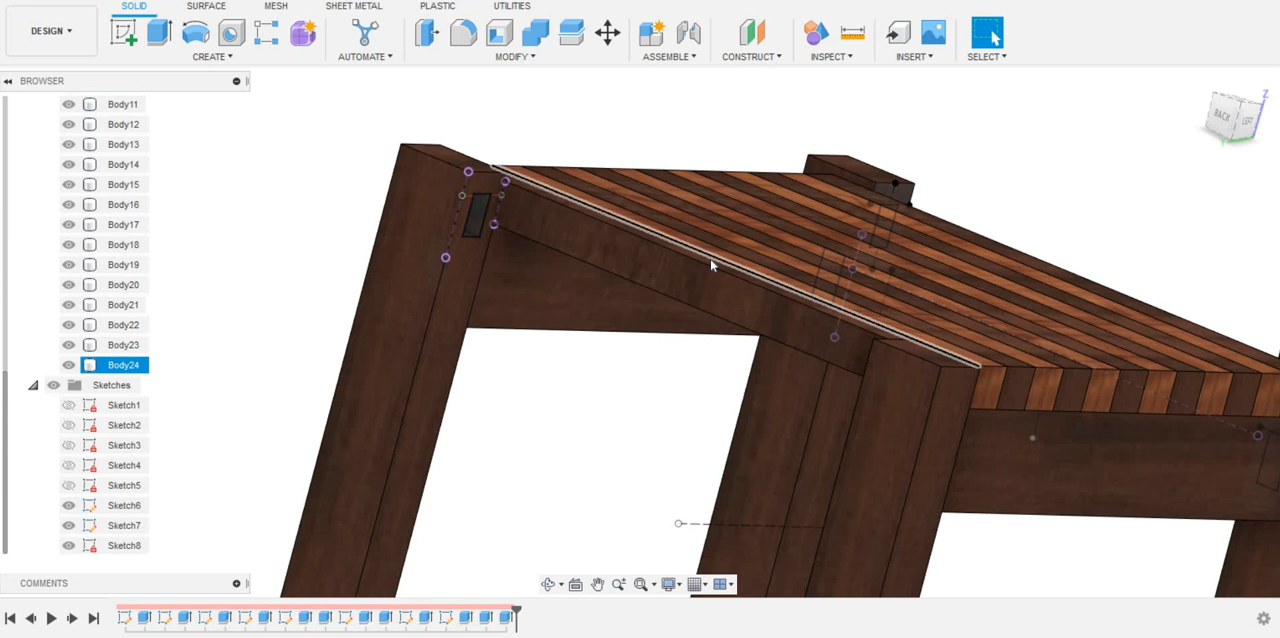 SOLID SURFACE MESH SHEET METAL PLASTIC UTILITIES
DESIGN ▾
CREATE ▾ AUTOMATE ▾ MODIFY ▾ ASSEMBLE ▾ CONSTRUCT ▾ INSPECT ▾ INSERT ▾ SELECT ▾
BROWSER
Body11
Body12
Body13
Body14
Body15
Body16
Body17
Body18
Body19
Body20
Body21
Body22
Body23
Body24
Sketches
Sketch1
Sketch2
Sketch3
Sketch4
Sketch5
Sketch6
Sketch7
Sketch8
COMMENTS
BACK LEFT
Z
Y